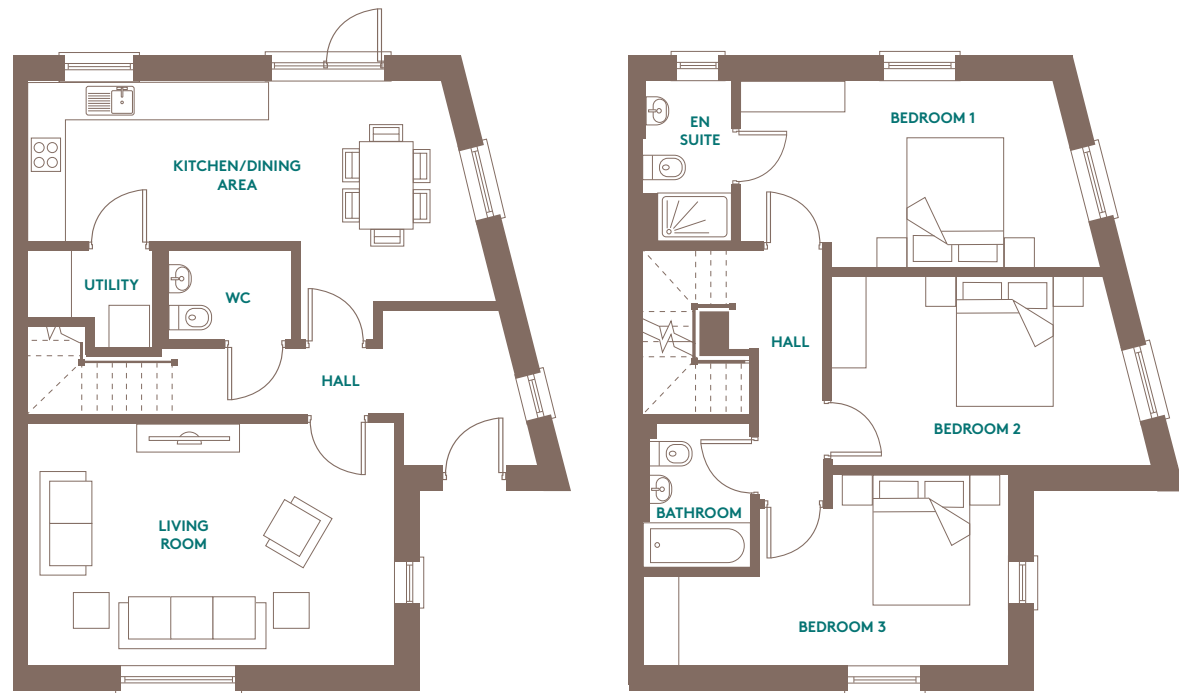 KITCHEN/DINING
AREA
UTILITY
WC
HALL
LIVING
ROOM
EN
SUITE
BEDROOM 1
HALL
BEDROOM 2
BATHROOM
BEDROOM 3